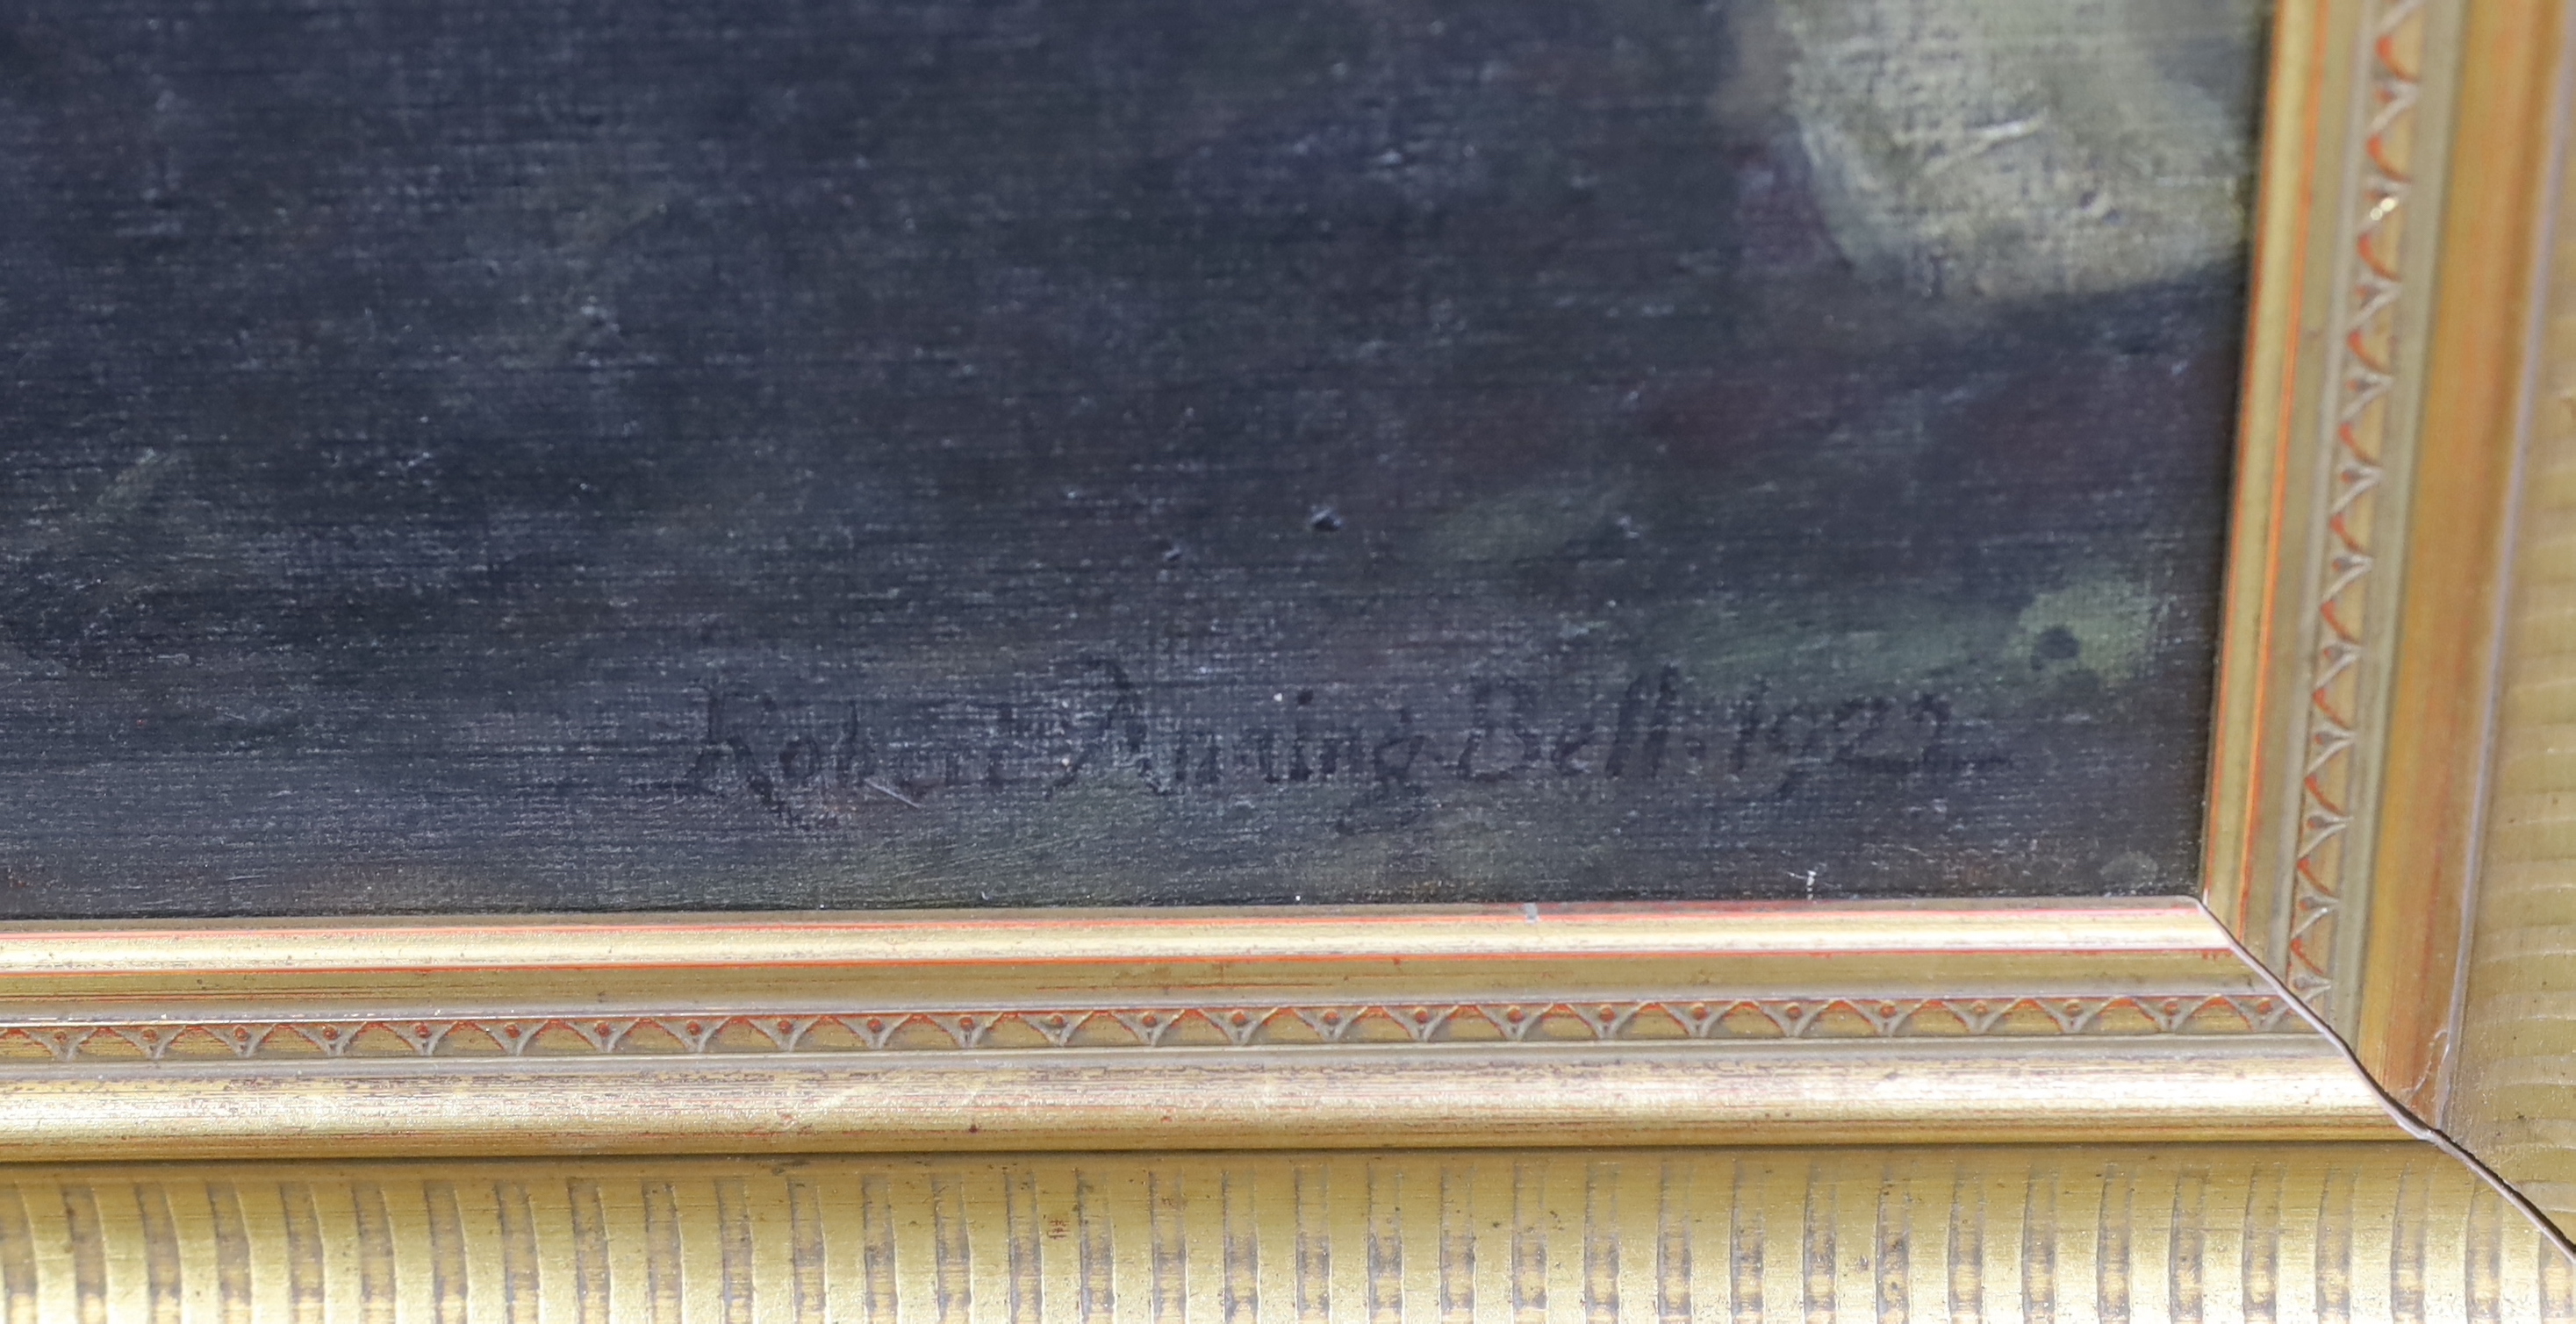 Robert Anning Bell. 1922